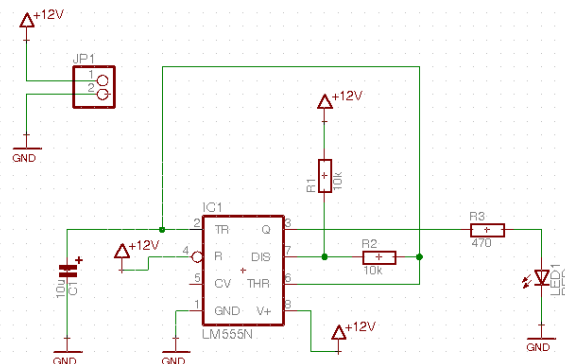 +12V
JP1
1
2
GND
+12V
R1
10k
IC1
2 TR Q 3
+12V
4 R DIS 7
R2
10k
5 CV THR 6
1 GND V+ 8
LM555N
+12V
10u
C1
GND
GND
R3
470
LED1
GND